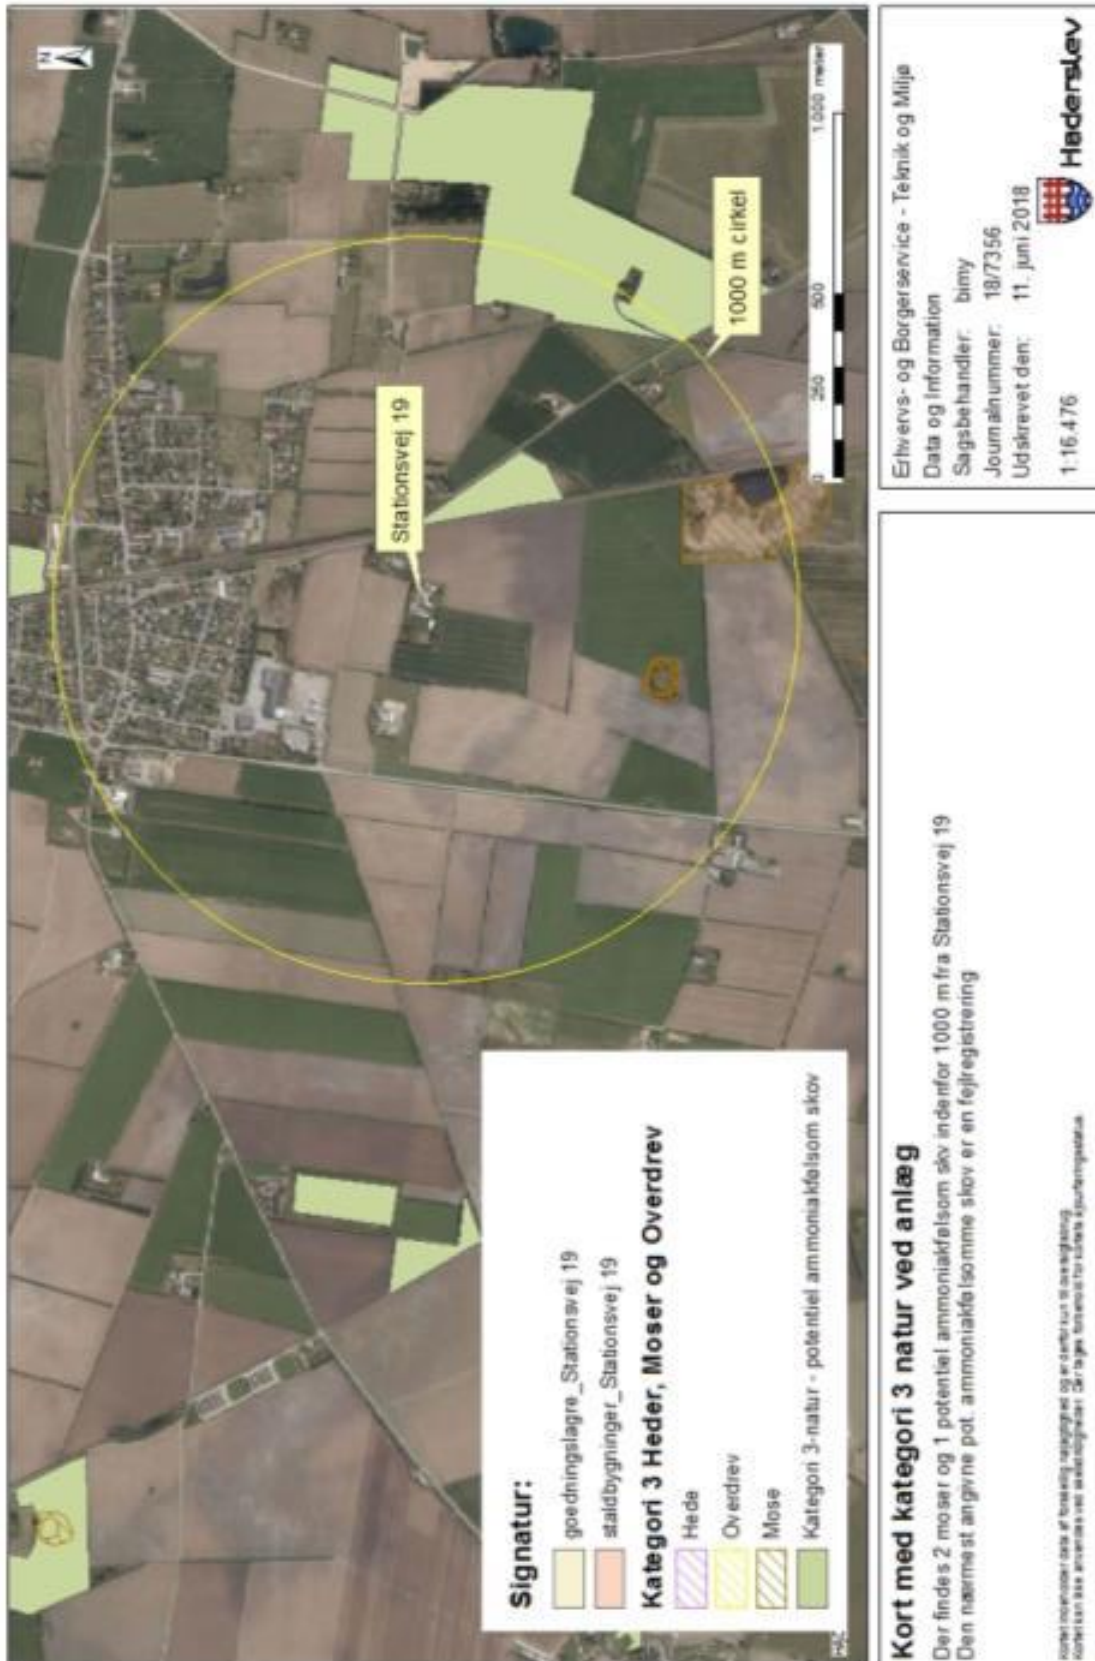 N
Stationsvej 19
1000 m cirkel
0 250 500 1.000 meter
Signatur:
goedningslagre_Stationsvej 19
staldbygninger_Stationsvej 19
Kategori 3 Heder, Moser og Overdrev
Hede
Overdrev
Mose
Kategori 3-natur - potentiel ammoniakfølsom skov
Kort med kategori 3 natur ved anlæg
Der findes 2 moser og 1 potentiel ammoniakfølsom skv indenfor 1000 m fra Stationsvej 19
Den nærmest angivne pot. ammoniakfølsomme skov er en fejlregistrering
Erhvervs- og Borgerservice - Teknik og Miljø
Data og Information
Sagsbehandler: bimy
Journalnummer: 18/7356
Udskrevet den: 11. juni 2018
1:16.476
Haderslev